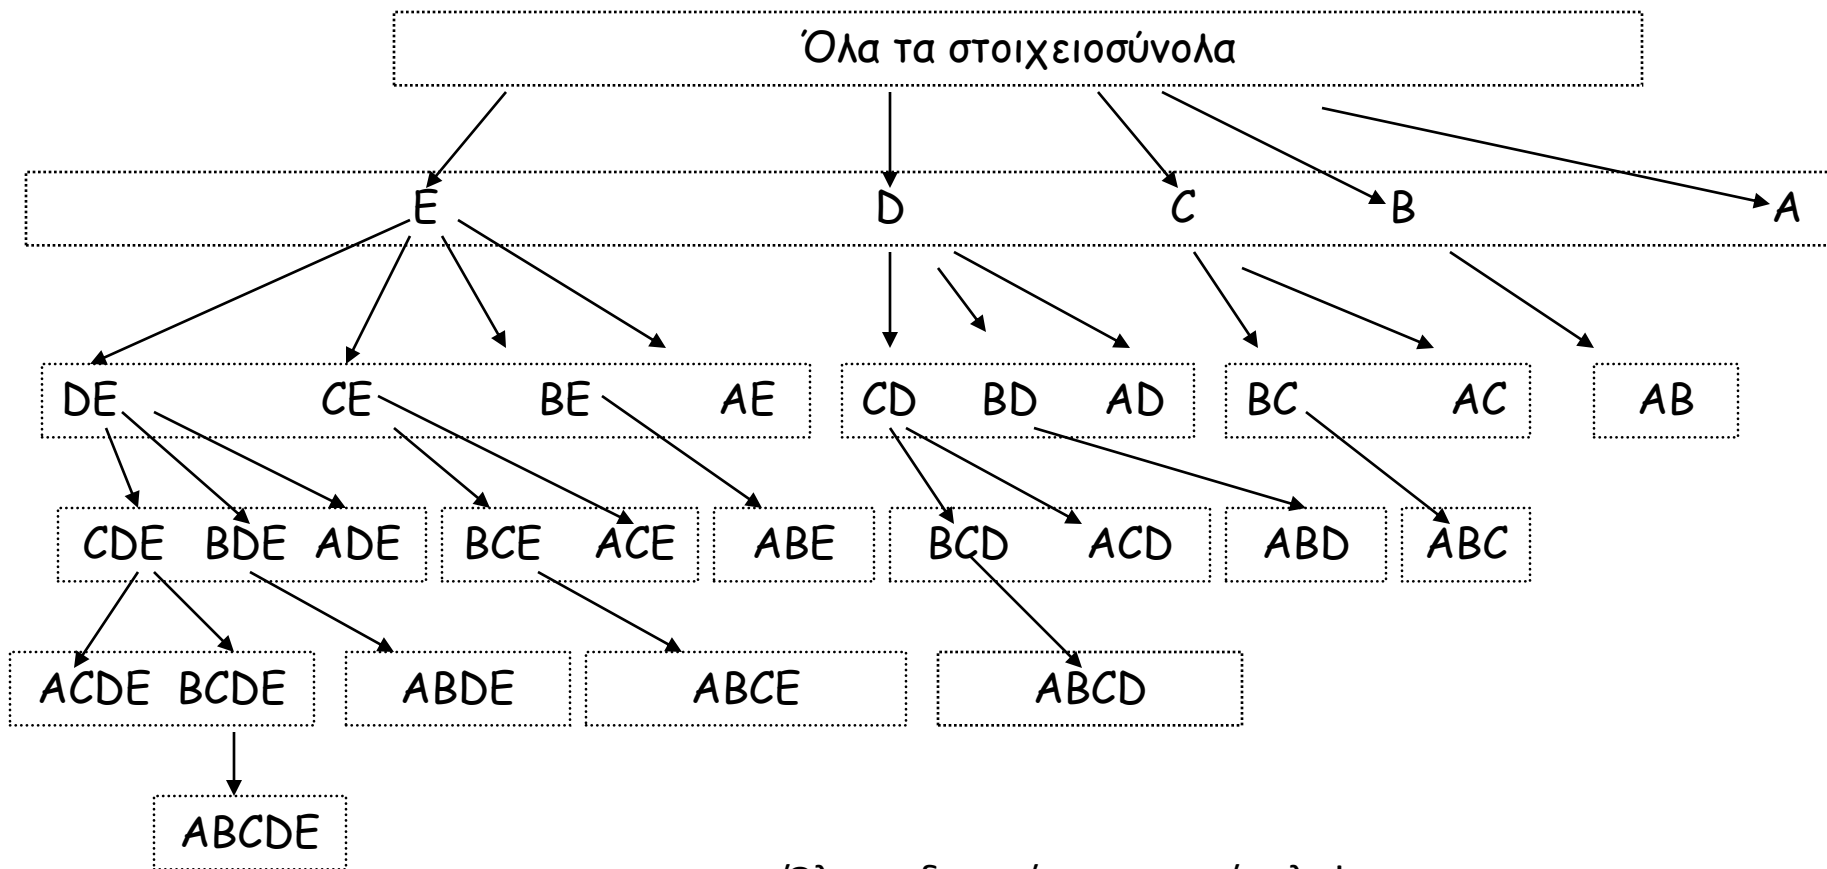 Όλα τα στοιχειοσύνολα
E D C B A
DE CE BE AE CD BD AD BC AC AB
CDE BDE ADE BCE ACE ABE BCD ACD ABD ABC
ACDE BCDE ABDE ABCE ABCD
ABCDE